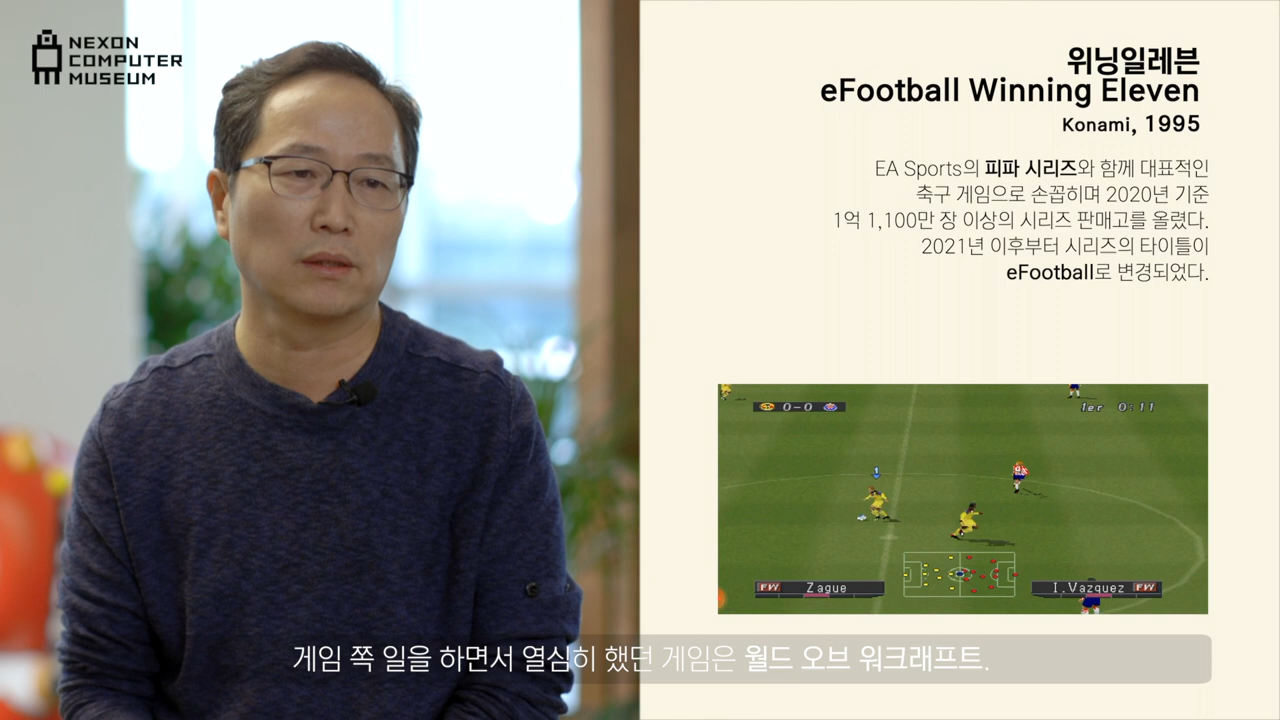 NEXON
COMPUTER
MUSEUM
위닝일레븐
eFootball Winning Eleven
Konami, 1995
EA Sports의 피파 시리즈와 함께 대표적인
축구 게임으로 손꼽히며 2020년 기준
1억 1,100만 장 이상의 시리즈 판매고를 올렸다.
2021년 이후부터 시리즈의 타이틀이
eFootball로 변경되었다.
0-0
1er 0:11
1
FW Zague
I.Vazquez FW
게임 쪽 일을 하면서 열심히 했던 게임은 월드 오브 워크래프트.